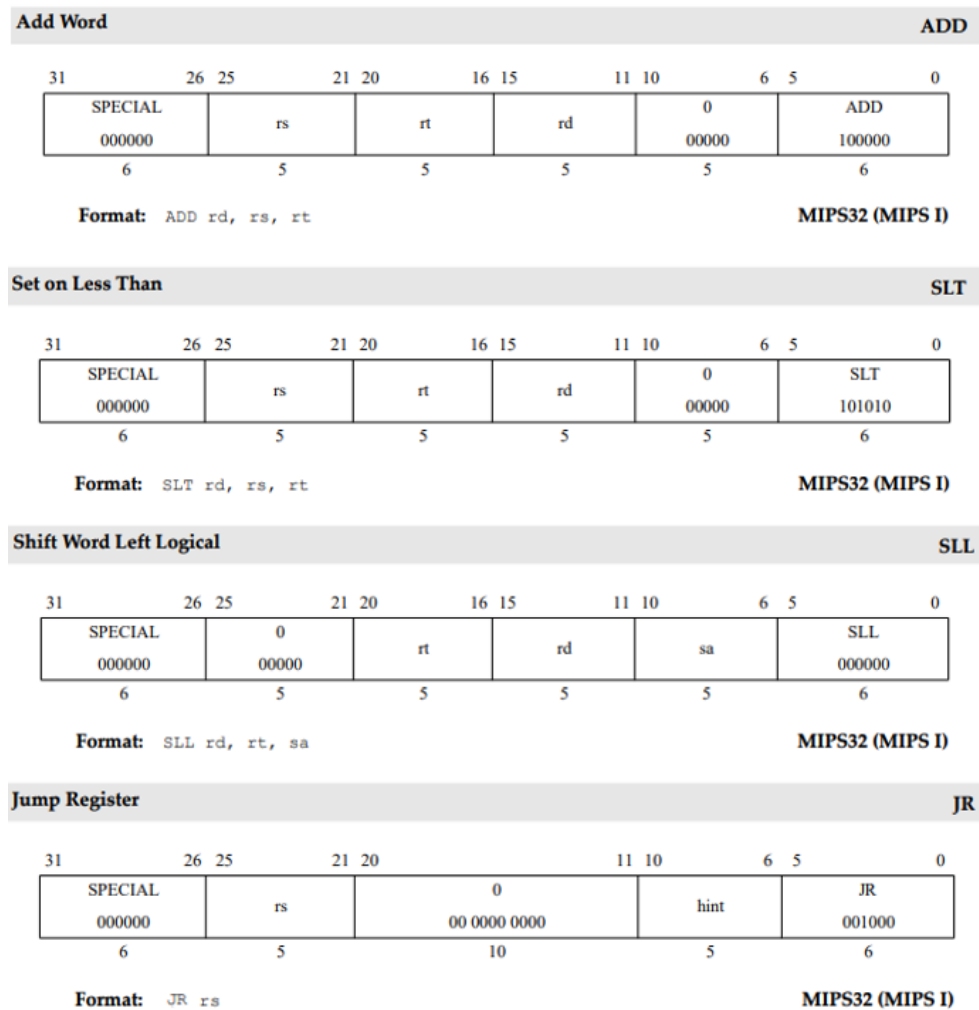 Add Word ADD
31 26 25 21 20 16 15 11 10 6 5 0
SPECIAL rs rt rd 0 ADD
000000 00000 100000
6 5 5 5 5 6
Format: ADD rd, rs, rt MIPS32 (MIPS I)
Set on Less Than SLT
31 26 25 21 20 16 15 11 10 6 5 0
SPECIAL rs rt rd 0 SLT
000000 00000 101010
6 5 5 5 5 6
Format: SLT rd, rs, rt MIPS32 (MIPS I)
Shift Word Left Logical SLL
31 26 25 21 20 16 15 11 10 6 5 0
SPECIAL 0 rt rd sa SLL
000000 00000 000000
6 5 5 5 5 6
Format: SLL rd, rt, sa MIPS32 (MIPS I)
Jump Register JR
31 26 25 21 20 11 10 6 5 0
SPECIAL rs 0 hint JR
000000 00 0000 0000 001000
6 5 10 5 6
Format: JR rs MIPS32 (MIPS I)